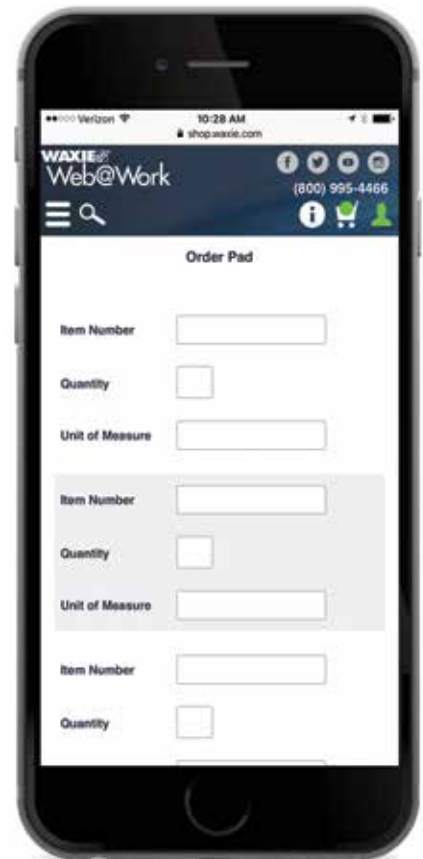 Verizon 10:28 AM
shop.waxie.com
WAXIE
Web@Work
(800) 995-4466
Order Pad
Item Number
Quantity
Unit of Measure
Item Number
Quantity
Unit of Measure
Item Number
Quantity